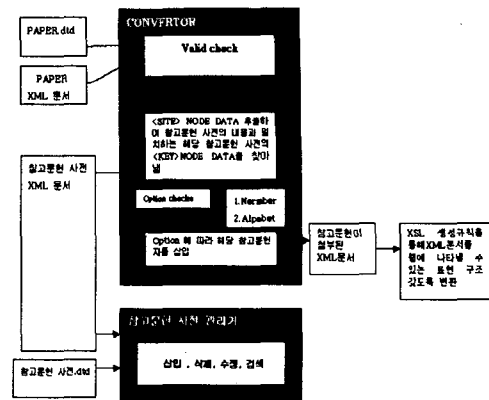 PAPER.dtd
PAPER
XML 문서
참고문헌 사전
XML 문서
참고문헌 사전.dtd
CONVERTOR
Valid check
<SITE> NODE DATA 추출하
여 참고문헌 사전의 내용과 일
치하는 해당 참고문헌 사전의
<KEY>NODE DATA를 찾아
냄
Option checks
1.Number
2.Alpabet
Option 에 따라 해당 참고문헌
자를 삽입
참고문헌 사전 관리기
삽입 , 삭제, 수정, 검색
참고문헌이
첨부된
XML문서
XSL 생성규칙을
통해XML문서를
웹에 나타낼 수
있는 표현 구조
갖도록 변환